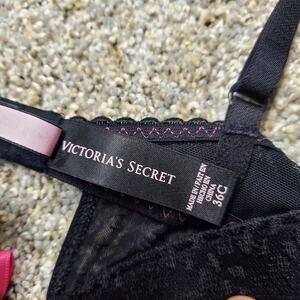 VICTORIA'S SECRET
MADE IN / FAIT EN
HECHO EN
CHINA
36C